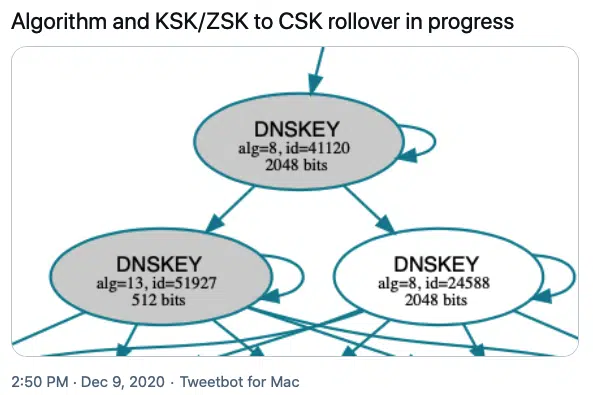 Algorithm and KSK/ZSK to CSK rollover in progress
DNSKEY
alg=8, id=41120
2048 bits
DNSKEY
alg=13, id=51927
512 bits
DNSKEY
alg=8, id=24588
2048 bits
2:50 PM · Dec 9, 2020 · Tweetbot for Mac